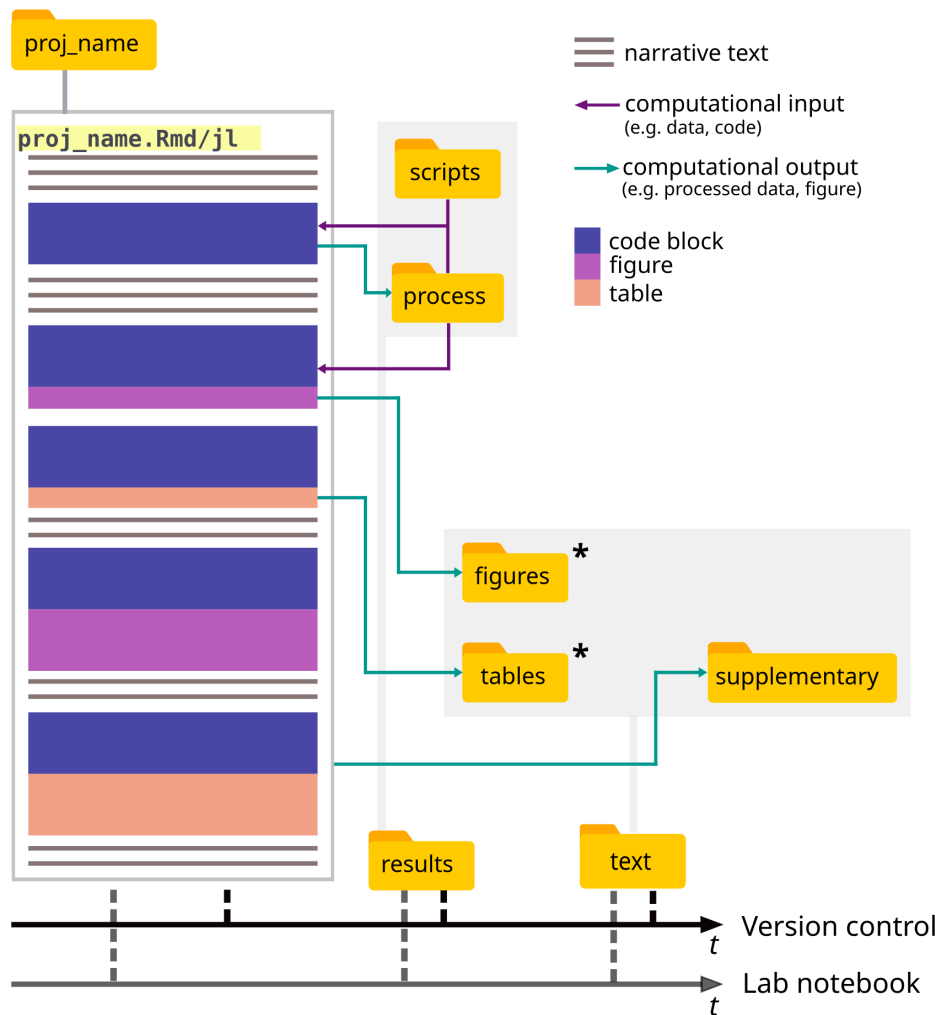 proj_name
narrative text
computational input
(e.g. data, code)
proj_name.Rmd/jl
computational output
(e.g. processed data, figure)
scripts
code block
figure
table
process
figures
*
tables
*
supplementary
results
text
Version control
t
Lab notebook
t